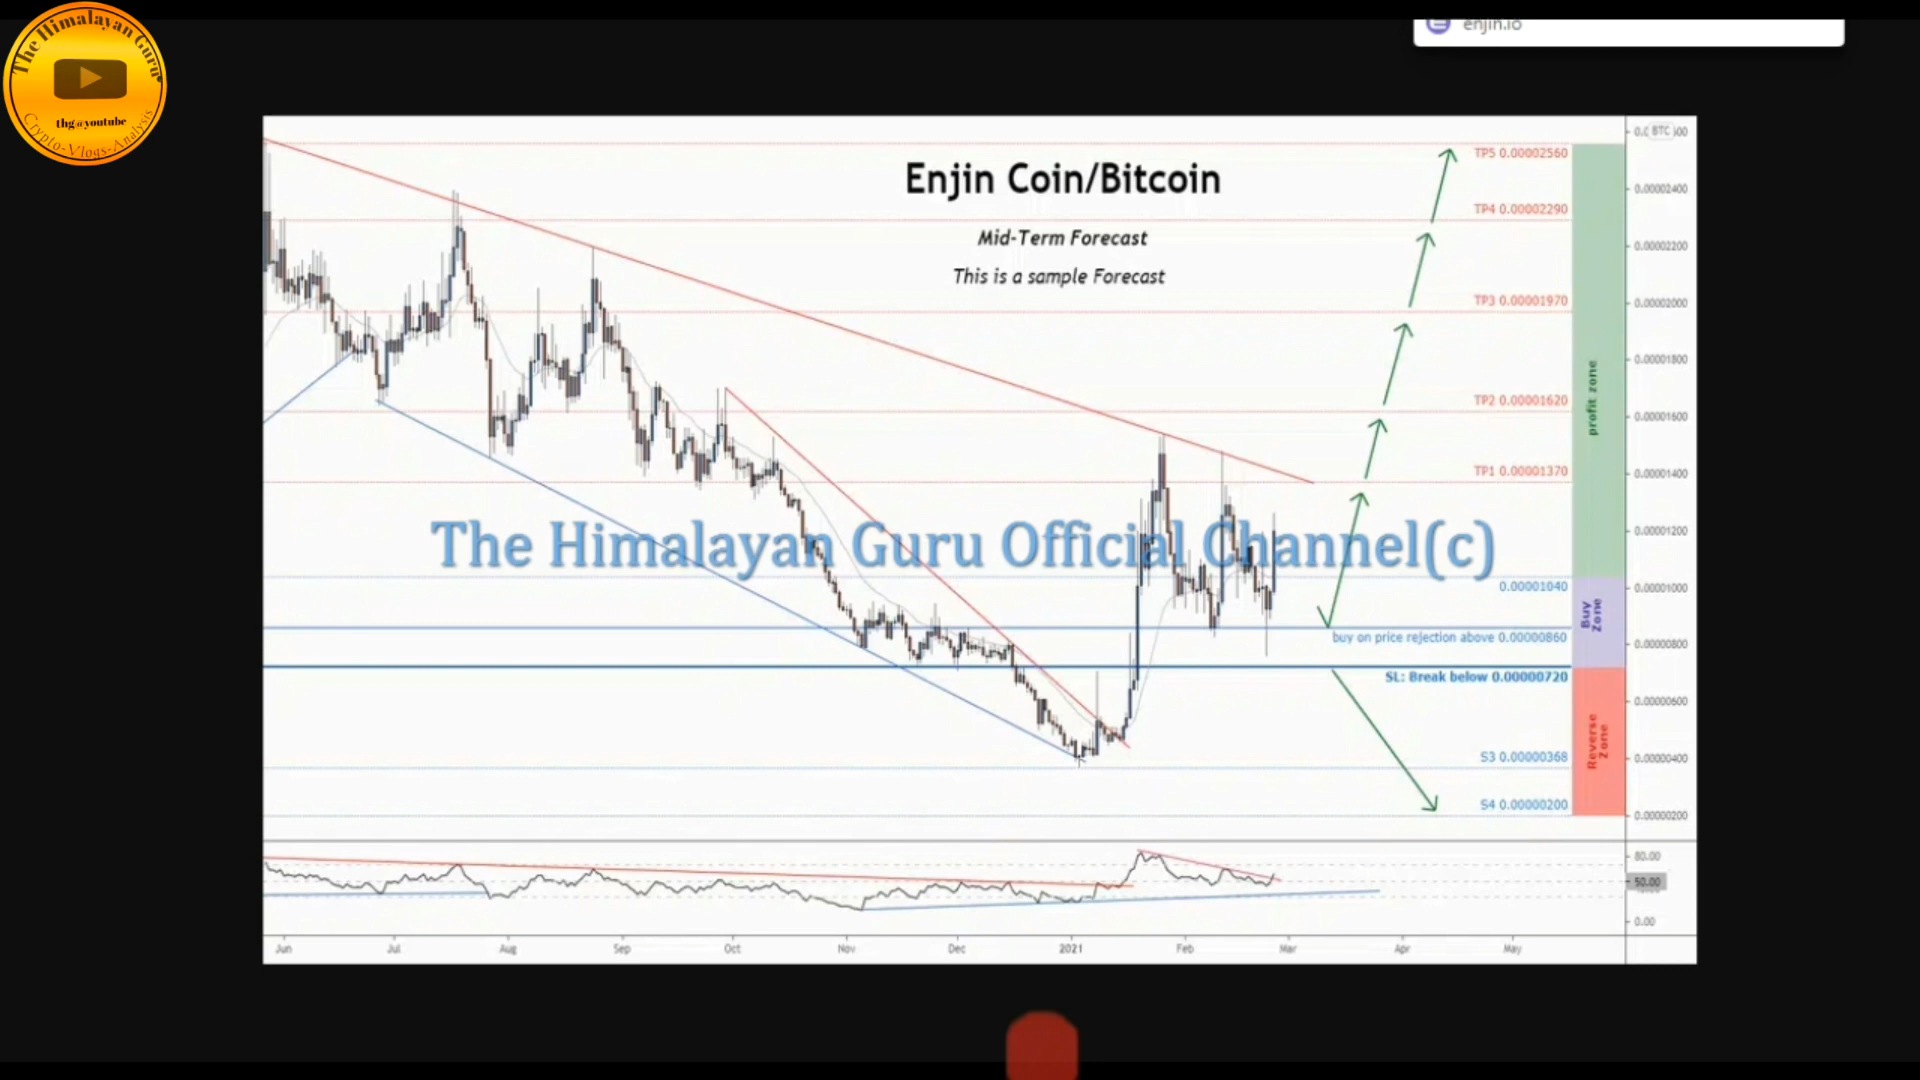 The Himalayan Guru
thg@youtube
Crypto-Vlogs-Analysis
enjin.io
Enjin Coin/Bitcoin
Mid-Term Forecast
This is a sample Forecast
The Himalayan Guru Official Channel(c)
BTC
TP5 0.00002560
0.00002400
TP4 0.00002290
0.00002200
TP3 0.00001970
0.00002000
0.00001800
TP2 0.00001620
0.00001600
TP1 0.00001370
0.00001400
0.00001200
0.00001040
0.00001000
buy on price rejection above 0.00000860
0.00000800
SL: Break below 0.00000720
0.00000600
S3 0.00000368
0.00000400
S4 0.00000200
0.00000200
profit zone
Buy
Zone
Reverse
Zone
80.00
50.00
0.00
Jun Jul Aug Sep Oct Nov Dec 2021 Feb Mar Apr May